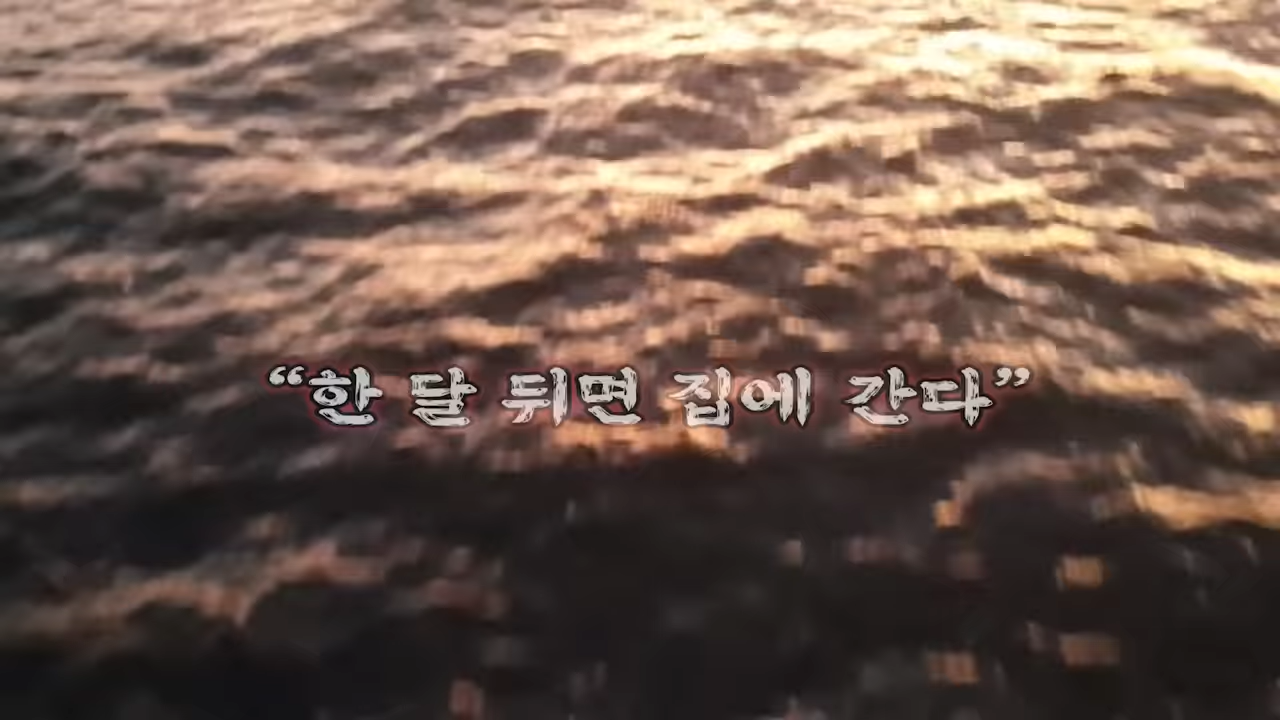 “한 달 뒤면 집에 간다”